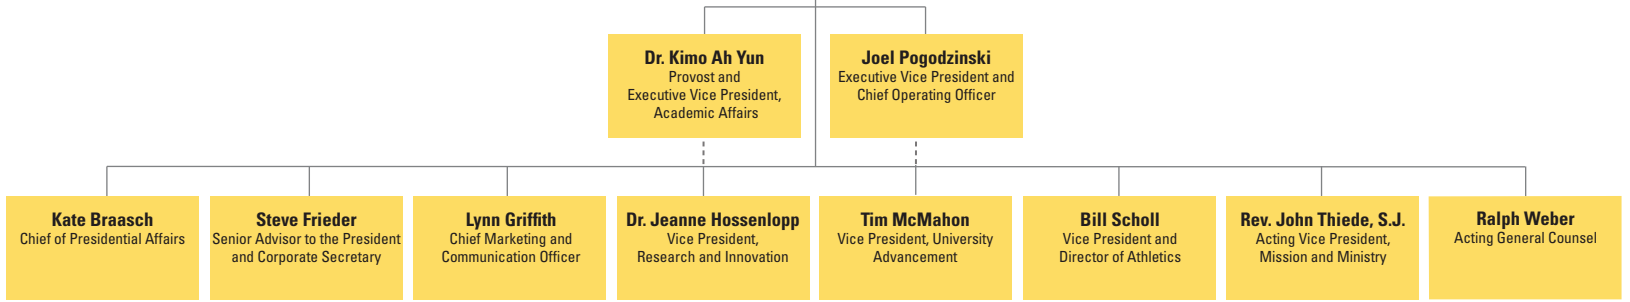 Dr. Kimo Ah Yun
Provost and
Executive Vice President,
Academic Affairs
Joel Pogodzinski
Executive Vice President and
Chief Operating Officer
Kate Braasch
Chief of Presidential Affairs
Steve Frieder
Senior Advisor to the President
and Corporate Secretary
Lynn Griffith
Chief Marketing and
Communication Officer
Dr. Jeanne Hossenlopp
Vice President,
Research and Innovation
Tim McMahon
Vice President, University
Advancement
Bill Scholl
Vice President and
Director of Athletics
Rev. John Thiede, S.J.
Acting Vice President,
Mission and Ministry
Ralph Weber
Acting General Counsel